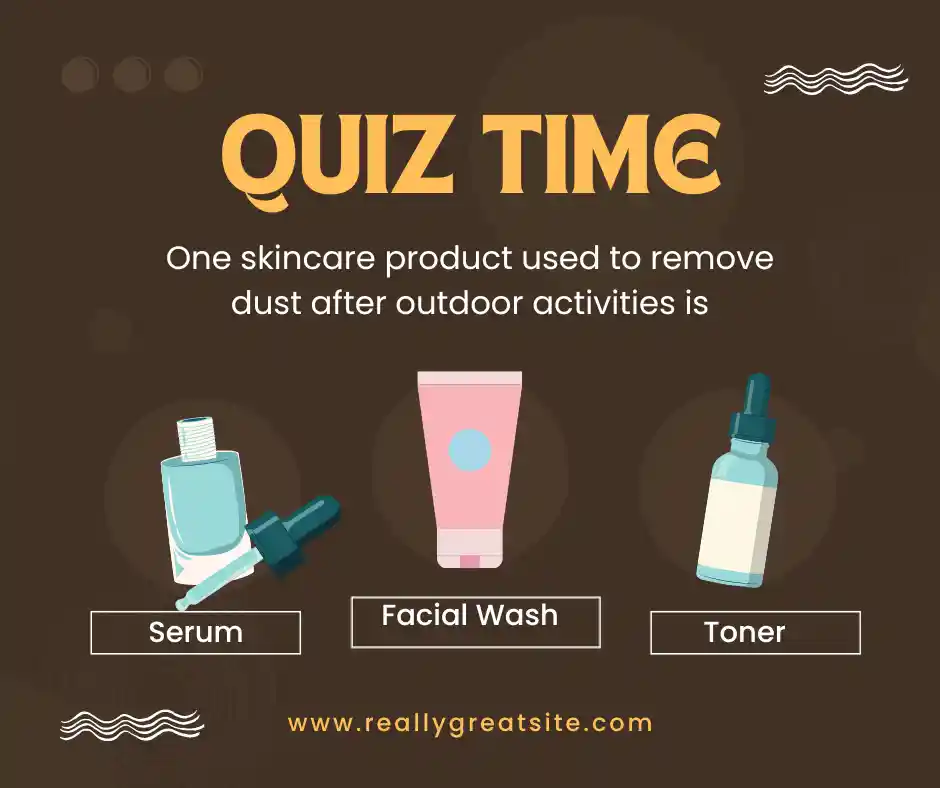 QUIZ TIME
One skincare product used to remove
dust after outdoor activities is
Serum
Facial Wash
Toner
www.reallygreatsite.com